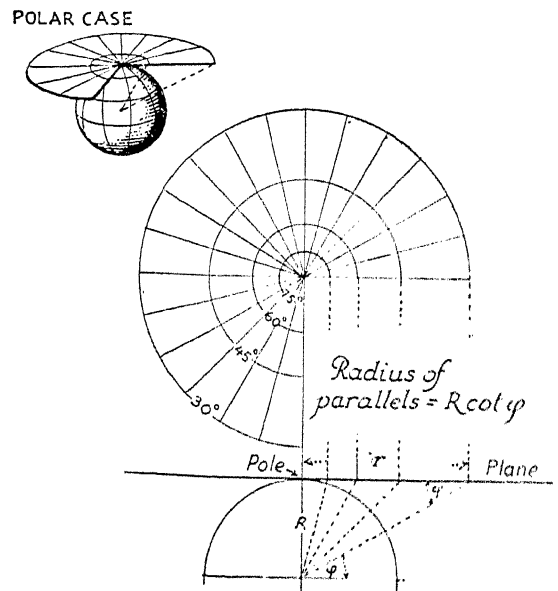 POLAR CASE
75°
60°
45°
30°
Radius of
parallels = R cot φ
Pole
r
Plane
φ
R
φ